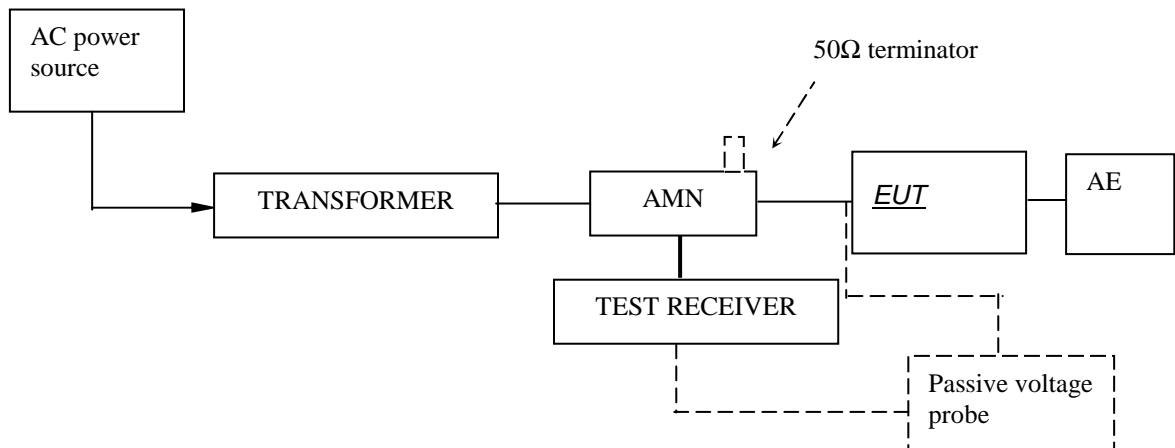 AC power
source
50Ω terminator
TRANSFORMER
AMN
EUT
AE
TEST RECEIVER
Passive voltage
probe